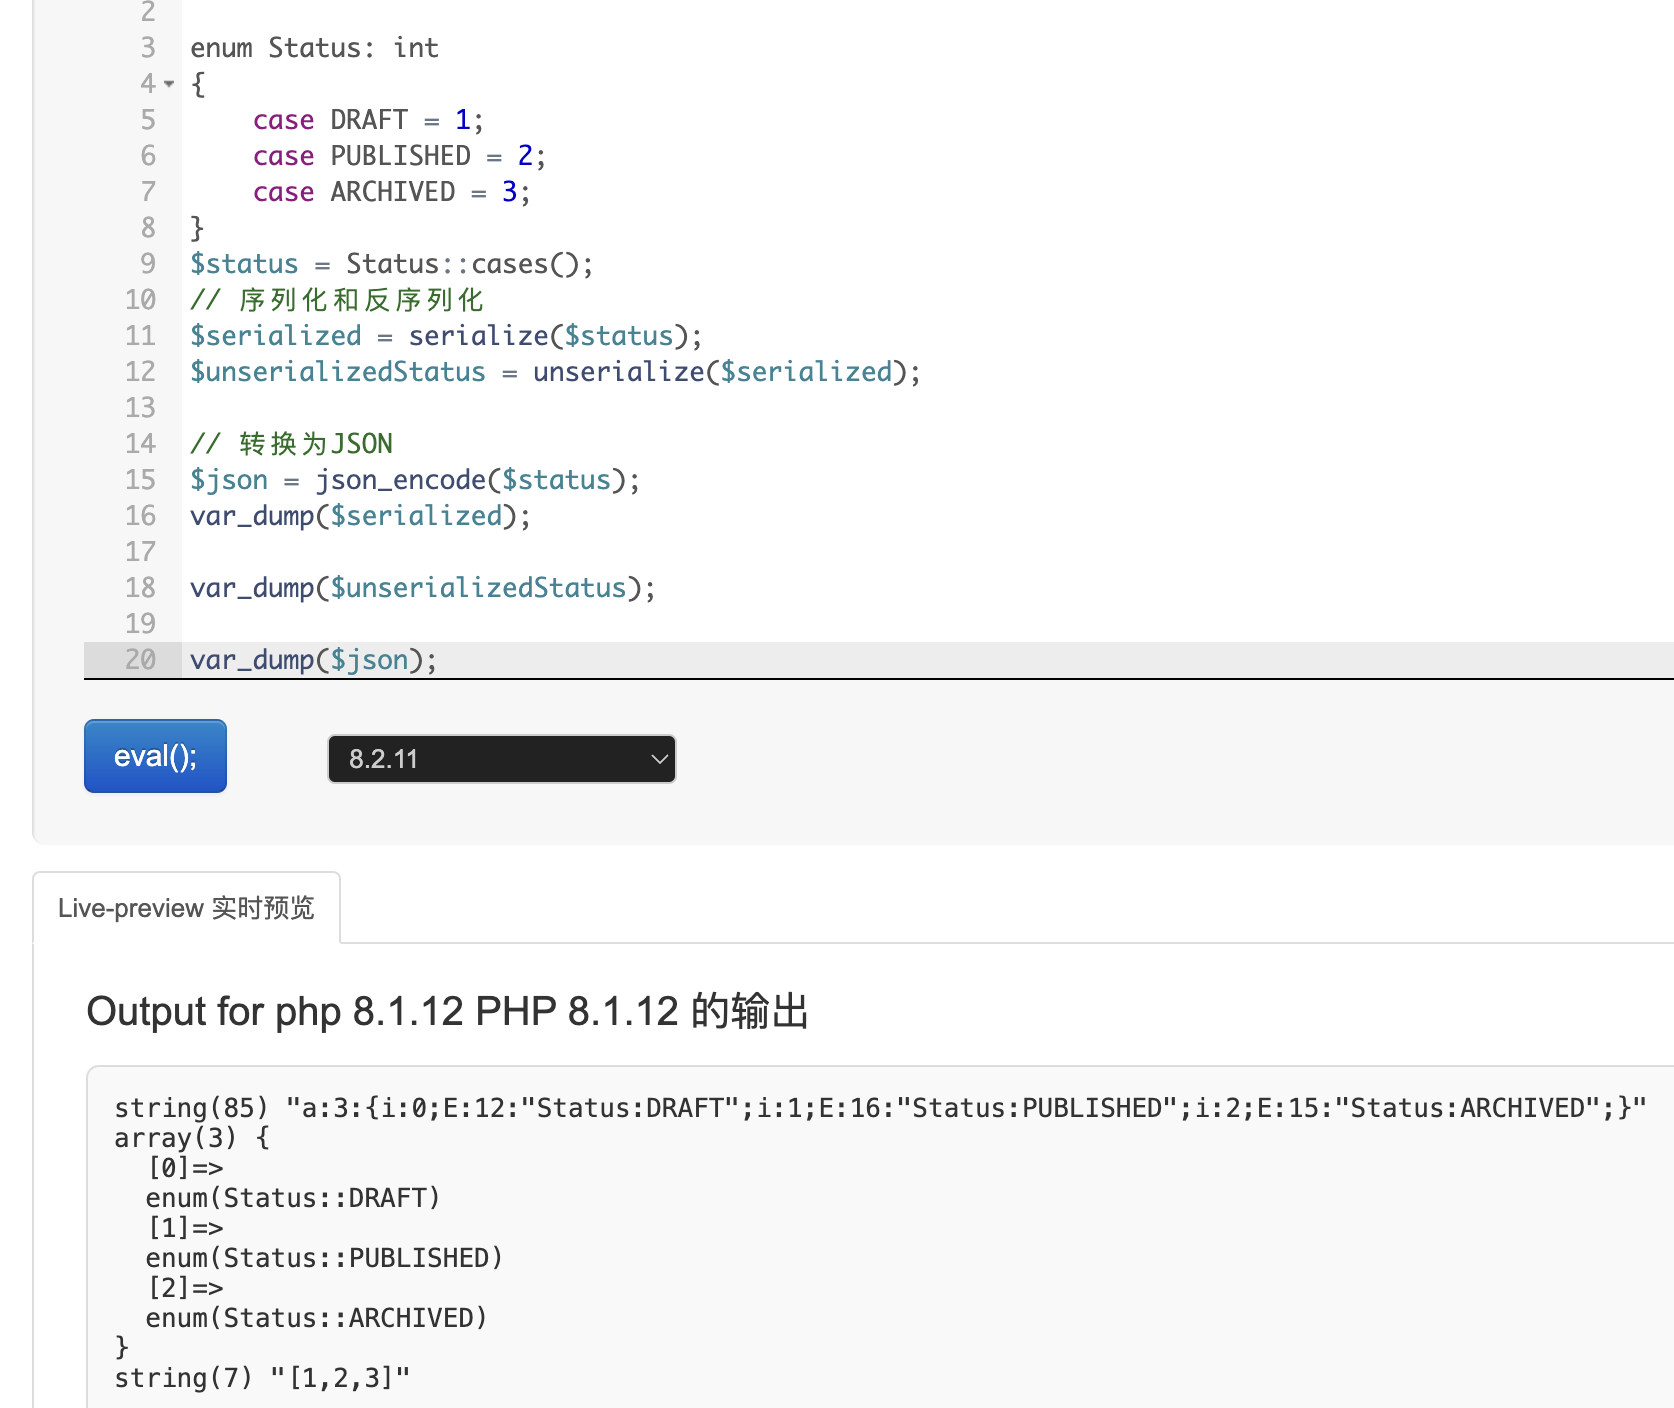 2
3 enum Status: int
4 {
5     case DRAFT = 1;
6     case PUBLISHED = 2;
7     case ARCHIVED = 3;
8 }
9 $status = Status::cases();
10 // 序列化和反序列化
11 $serialized = serialize($status);
12 $unserializedStatus = unserialize($serialized);
13
14 // 转换为JSON
15 $json = json_encode($status);
16 var_dump($serialized);
17
18 var_dump($unserializedStatus);
19
20 var_dump($json);
eval(); 8.2.11
Live-preview 实时预览
Output for php 8.1.12 PHP 8.1.12 的输出
string(85) "a:3:{i:0;E:12:"Status:DRAFT";i:1;E:16:"Status:PUBLISHED";i:2;E:15:"Status:ARCHIVED";}"
array(3) {
  [0]=>
  enum(Status::DRAFT)
  [1]=>
  enum(Status::PUBLISHED)
  [2]=>
  enum(Status::ARCHIVED)
}
string(7) "[1,2,3]"